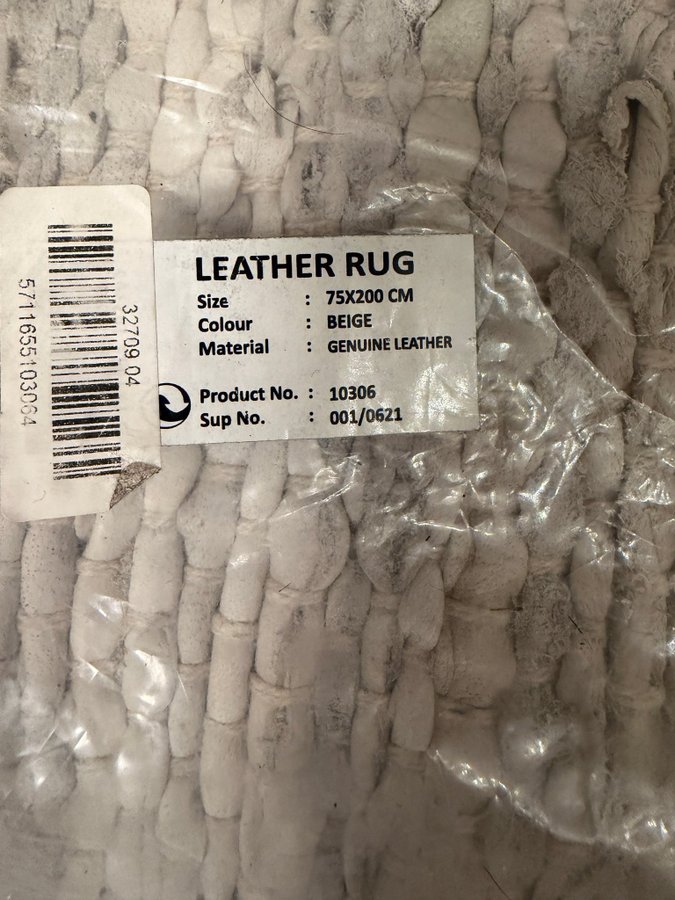 LEATHER RUG
Size : 75X200 CM
Colour : BEIGE
Material : GENUINE LEATHER
Product No. : 10306
Sup No. : 001/0621
32709 04
5711655103064